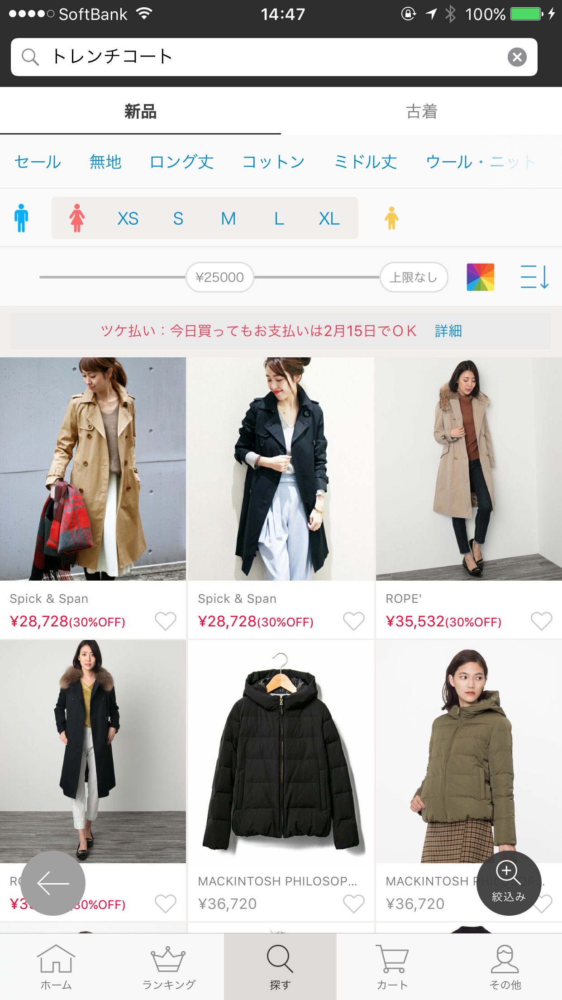 SoftBank 14:47 100%
トレンチコート
新品 古着
セール 無地 ロング丈 コットン ミドル丈 ウール・ニット
XS S M L XL
¥25000 上限なし
ツケ払い：今日買ってもお支払いは2月15日でＯＫ 詳細
Spick & Span Spick & Span ROPE'
¥28,728(30%OFF) ¥28,728(30%OFF) ¥35,532(30%OFF)
MACKINTOSH PHILOSOP... MACKINTOSH PHILOSOP...
30%OFF) ¥36,720 ¥36,720
絞込み
ホーム ランキング 探す カート その他